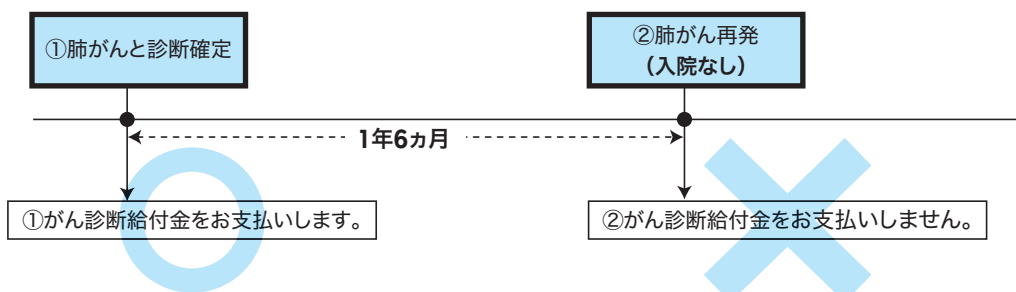 ①肺がんと診断確定
②肺がん再発
（入院なし）
1年6ヵ月
①がん診断給付金をお支払いします。
②がん診断給付金をお支払いしません。